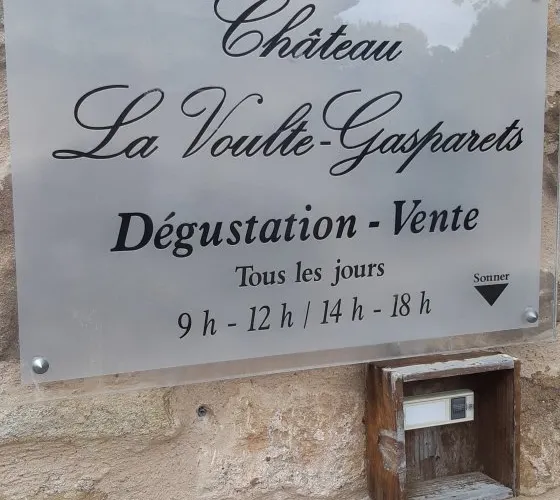 Château
La Voulte-Gasparets
Dégustation - Vente
Tous les jours
Sonner
9 h - 12 h / 14 h - 18 h